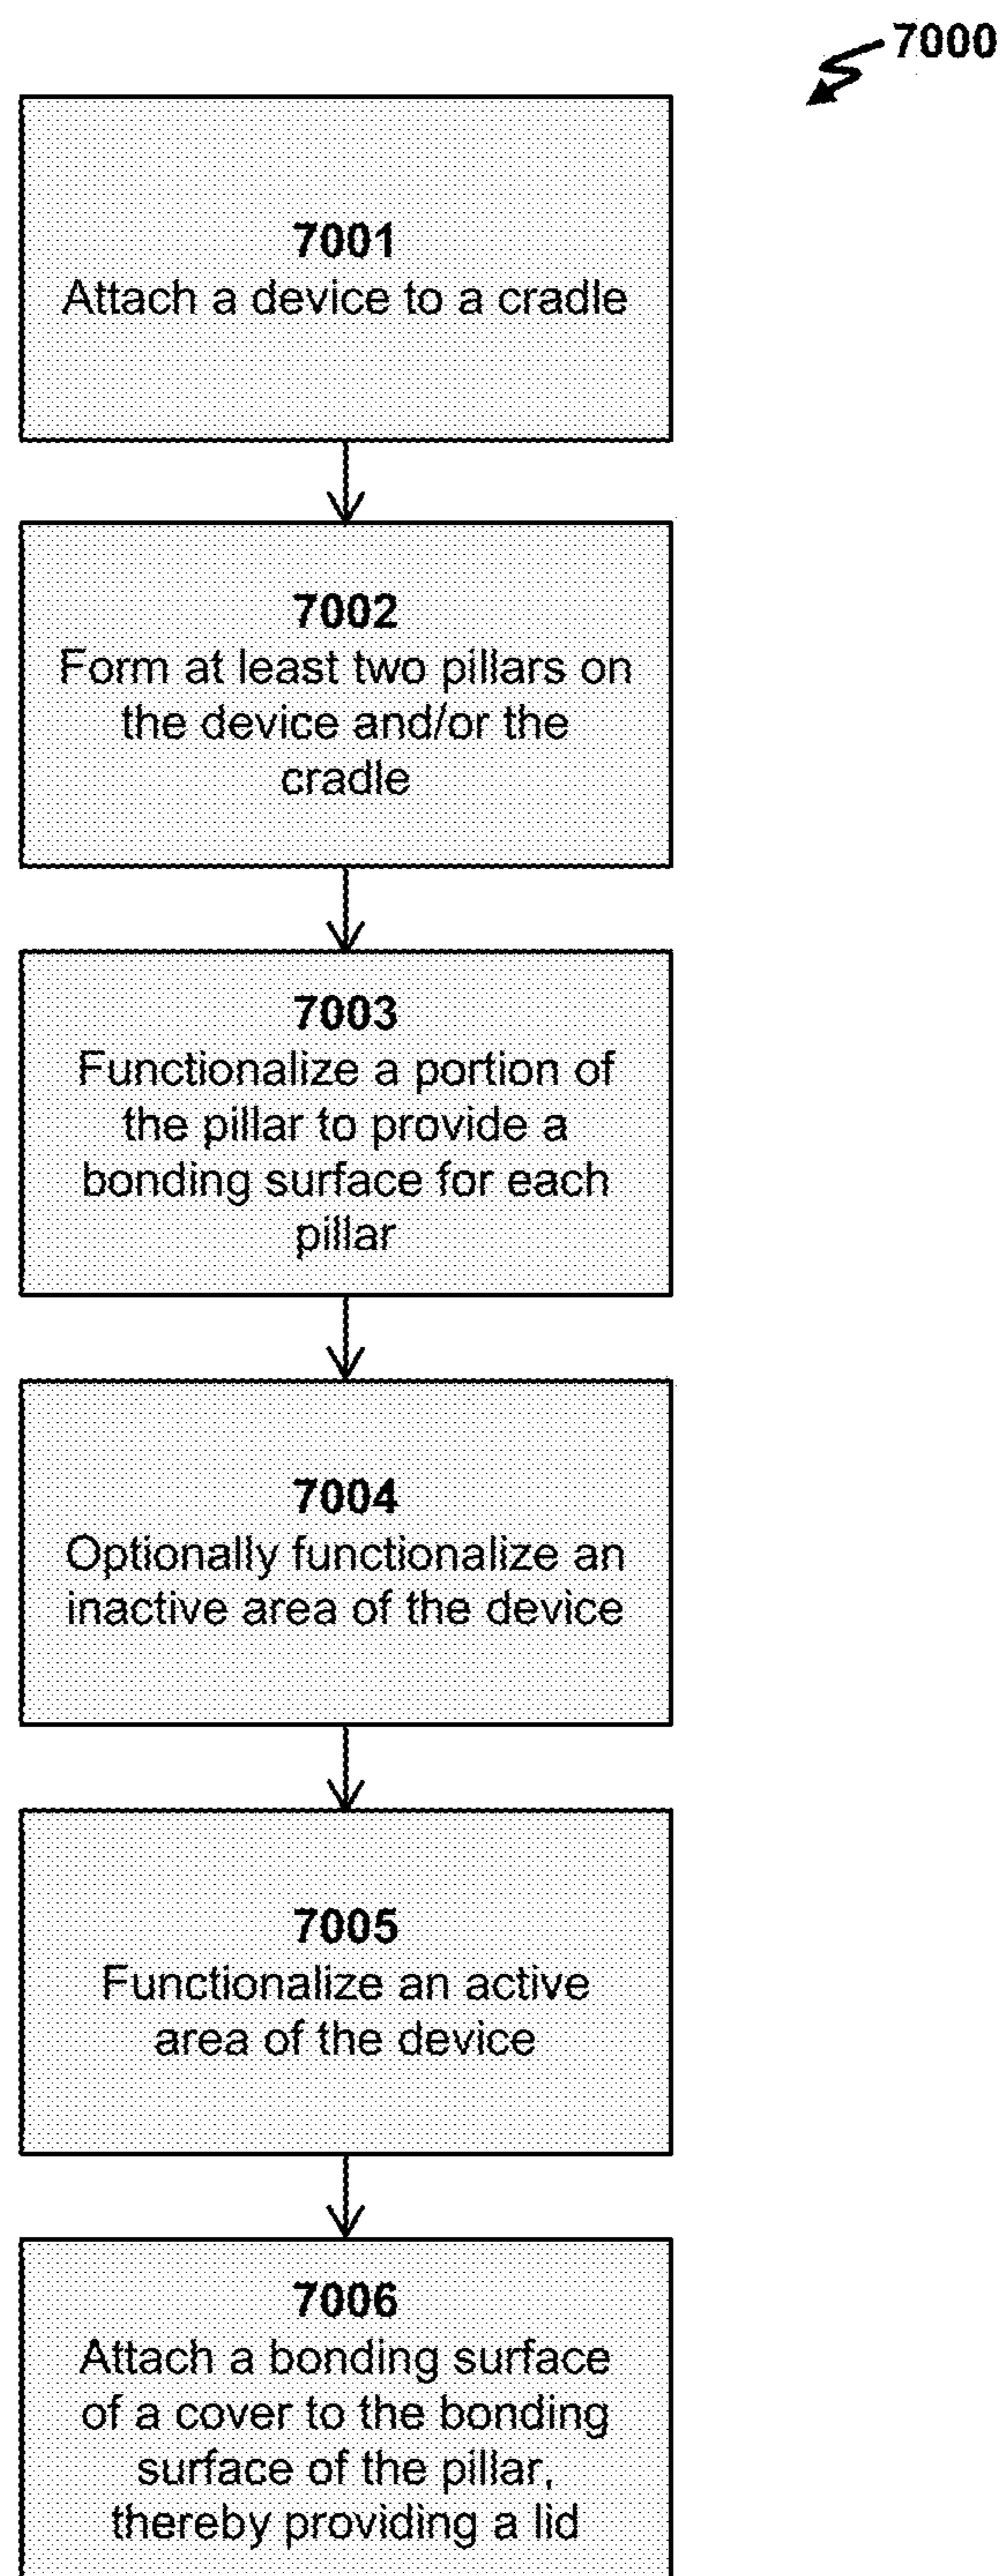 7000
7001
Attach a device to a cradle
7002
Form at least two pillars on
the device and/or the
cradle
7003
Functionalize a portion of
the pillar to provide a
bonding surface for each
pillar
7004
Optionally functionalize an
inactive area of the device
7005
Functionalize an active
area of the device
7006
Attach a bonding surface
of a cover to the bonding
surface of the pillar,
thereby providing a lid